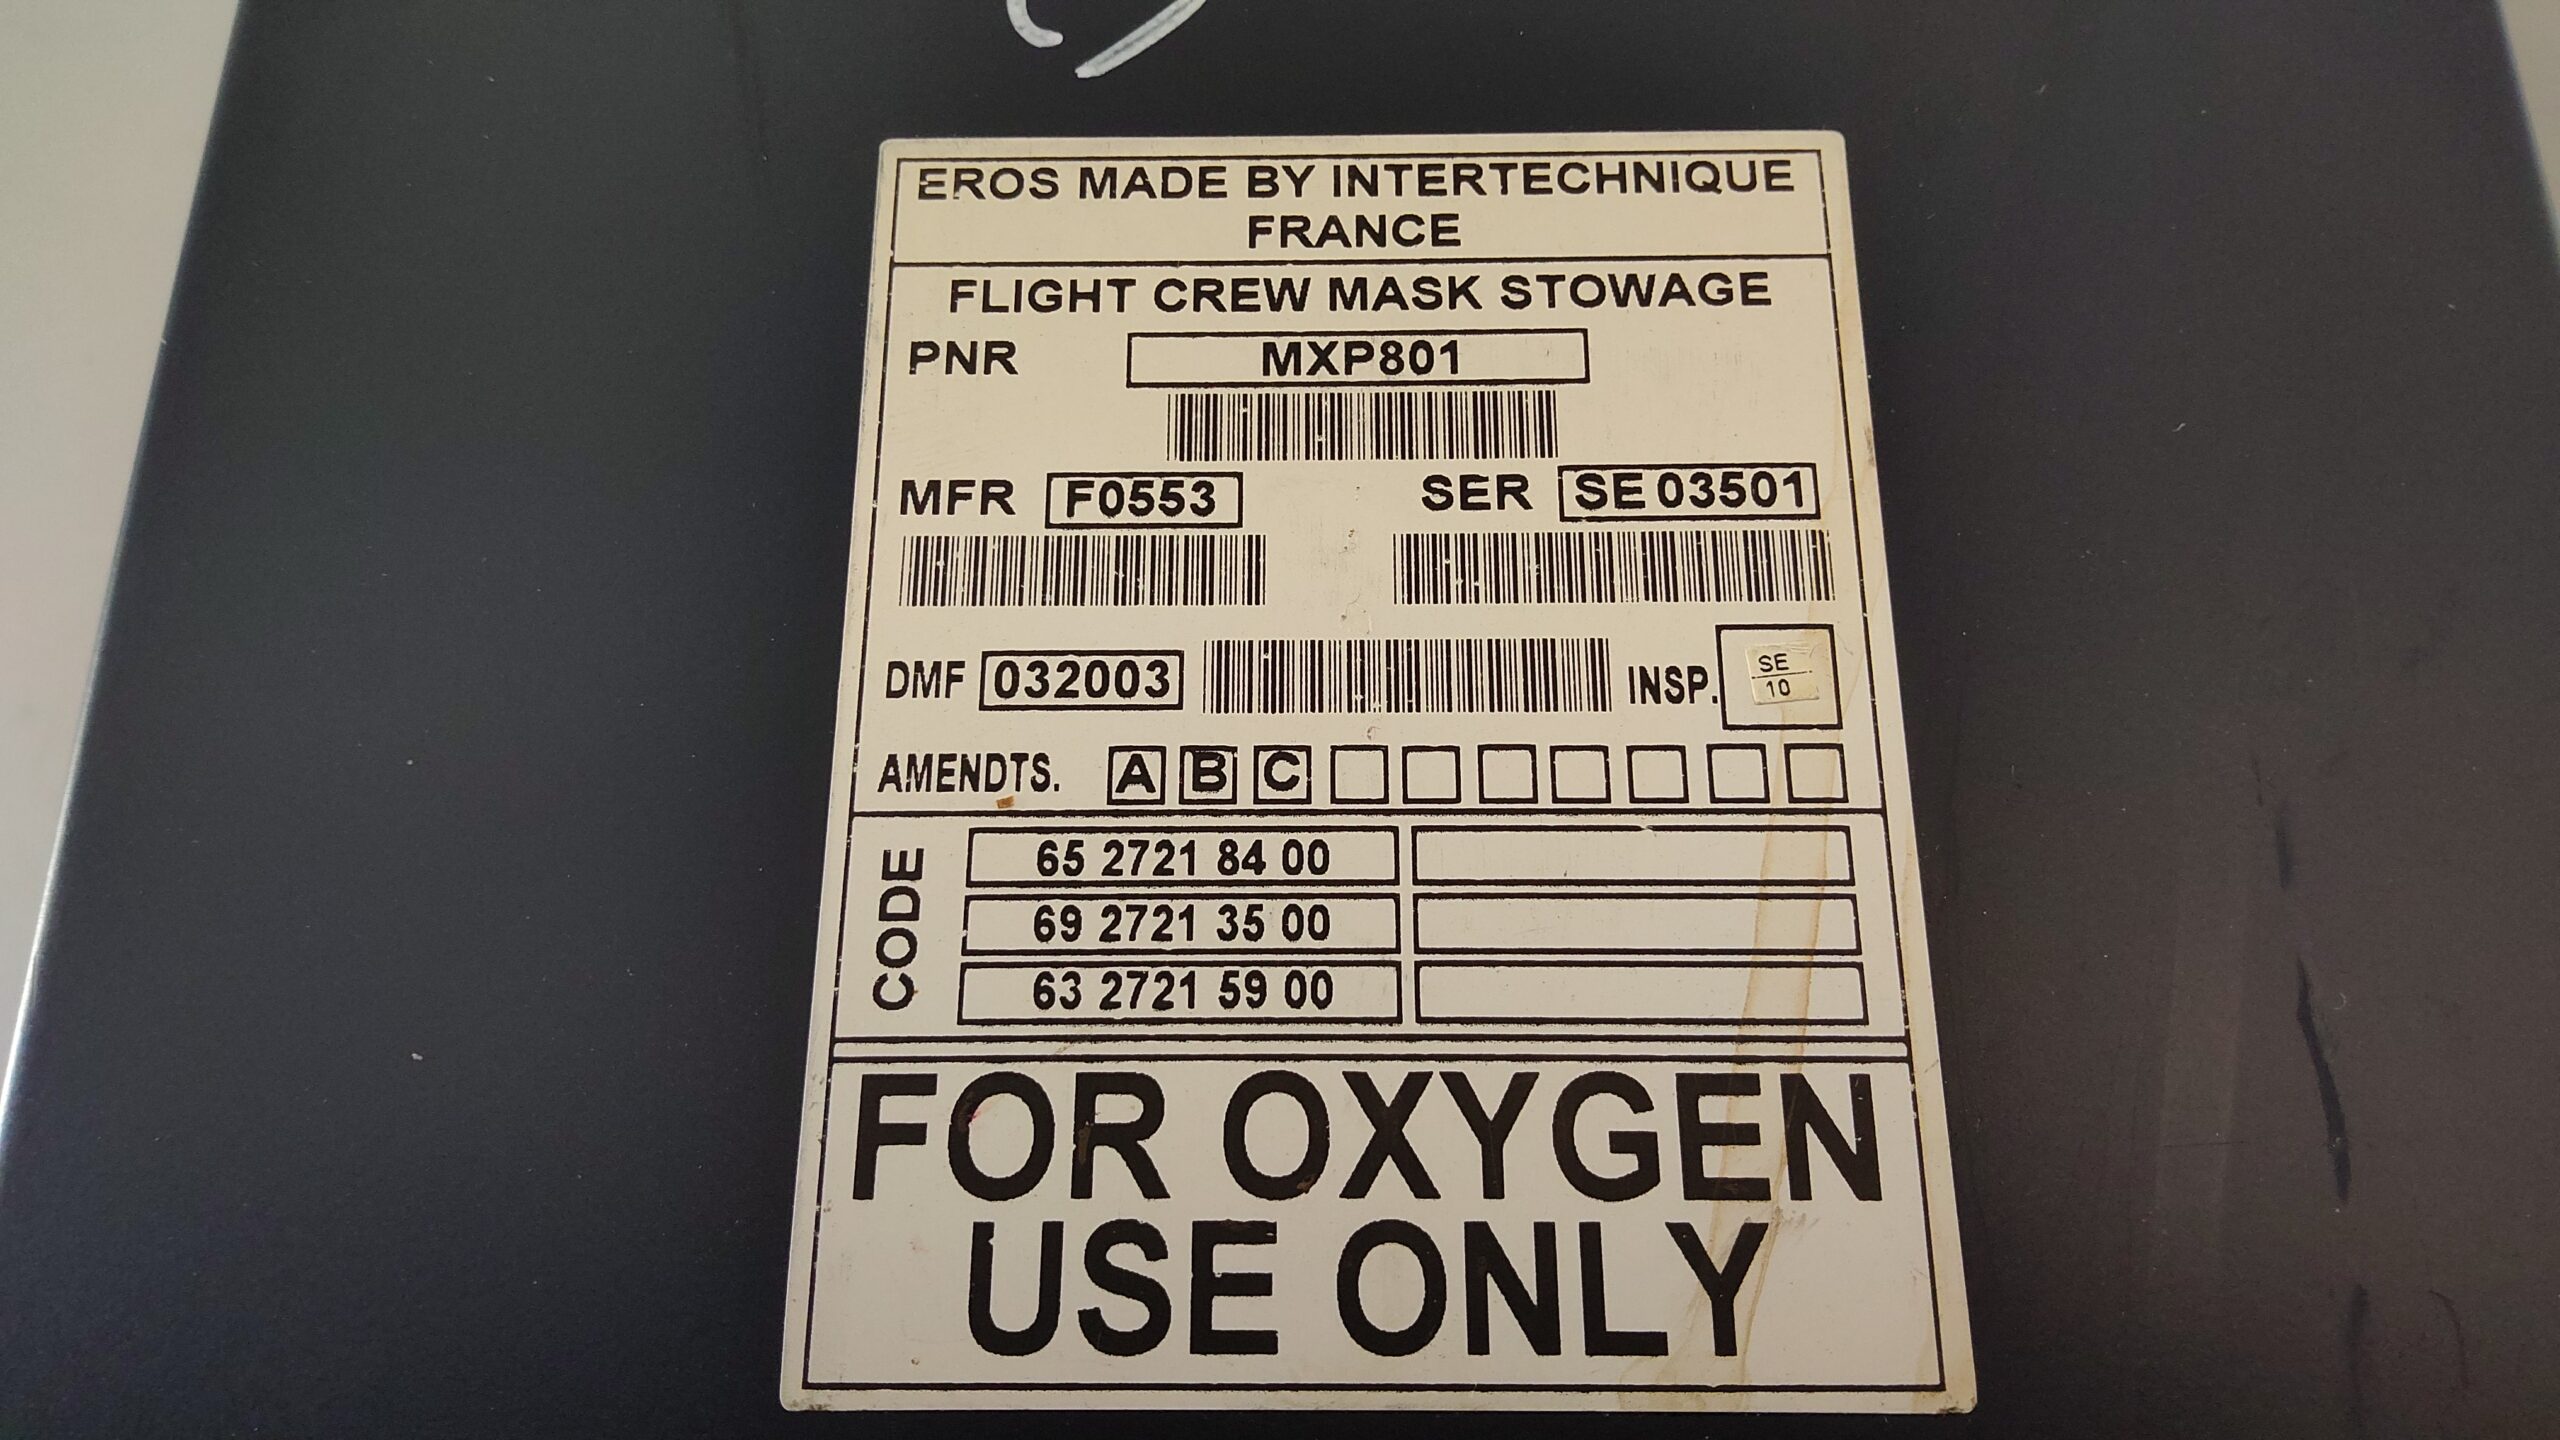 EROS MADE BY INTERTECHNIQUE
FRANCE
FLIGHT CREW MASK STOWAGE
PNR MXP801
MFR F0553 SER SE 03501
DMF 032003 INSP. SE 10
AMENDTS. A B C
CODE
65 2721 84 00
69 2721 35 00
63 2721 59 00
FOR OXYGEN
USE ONLY